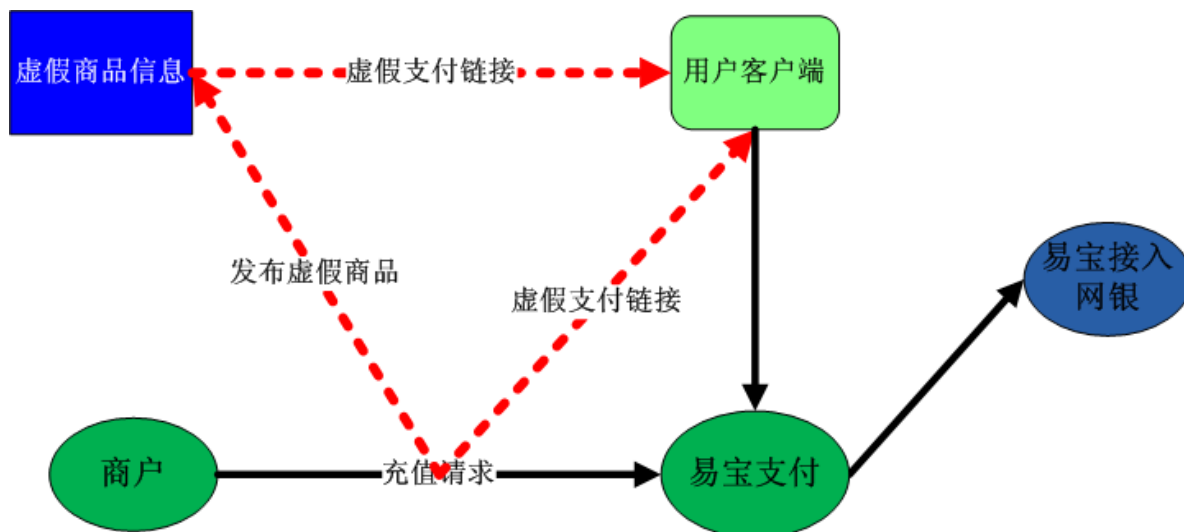 虚假商品信息
虚假支付链接
用户客户端
发布虚假商品
虚假支付链接
易宝接入
网银
商户
充值请求
易宝支付